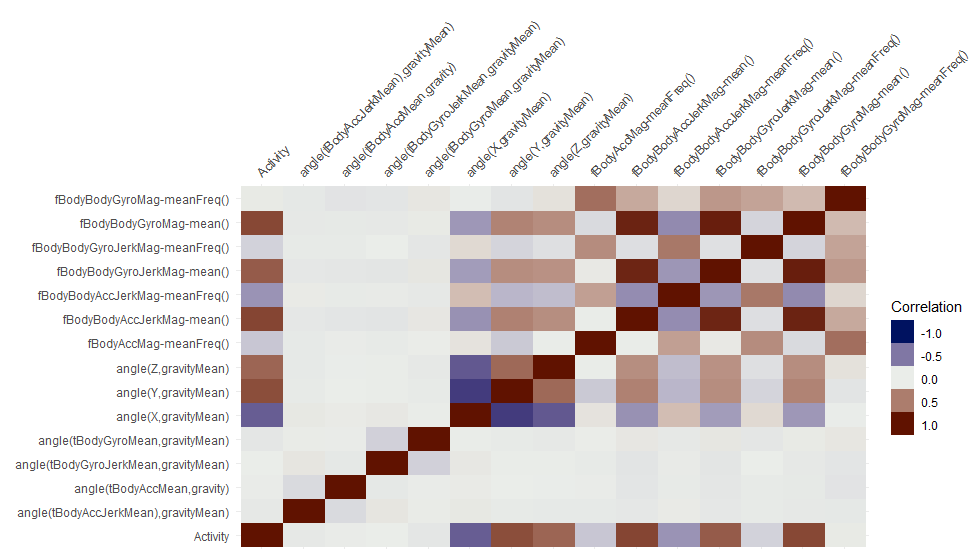 Activity
angle(tBodyAccJerkMean),gravityMean)
angle(tBodyAccMean,gravity)
angle(tBodyGyroJerkMean,gravityMean)
angle(tBodyGyroMean,gravityMean)
angle(X,gravityMean)
angle(Y,gravityMean)
angle(Z,gravityMean)
fBodyAccMag-meanFreq()
fBodyBodyAccJerkMag-mean()
fBodyBodyAccJerkMag-meanFreq()
fBodyBodyGyroJerkMag-mean()
fBodyBodyGyroJerkMag-meanFreq()
fBodyBodyGyroMag-mean()
fBodyBodyGyroMag-meanFreq()
fBodyBodyGyroMag-meanFreq()
fBodyBodyGyroMag-mean()
fBodyBodyGyroJerkMag-meanFreq()
fBodyBodyGyroJerkMag-mean()
fBodyBodyAccJerkMag-meanFreq()
fBodyBodyAccJerkMag-mean()
fBodyAccMag-meanFreq()
angle(Z,gravityMean)
angle(Y,gravityMean)
angle(X,gravityMean)
angle(tBodyGyroMean,gravityMean)
angle(tBodyGyroJerkMean,gravityMean)
angle(tBodyAccMean,gravity)
angle(tBodyAccJerkMean),gravityMean)
Activity
Correlation
-1.0
-0.5
0.0
0.5
1.0